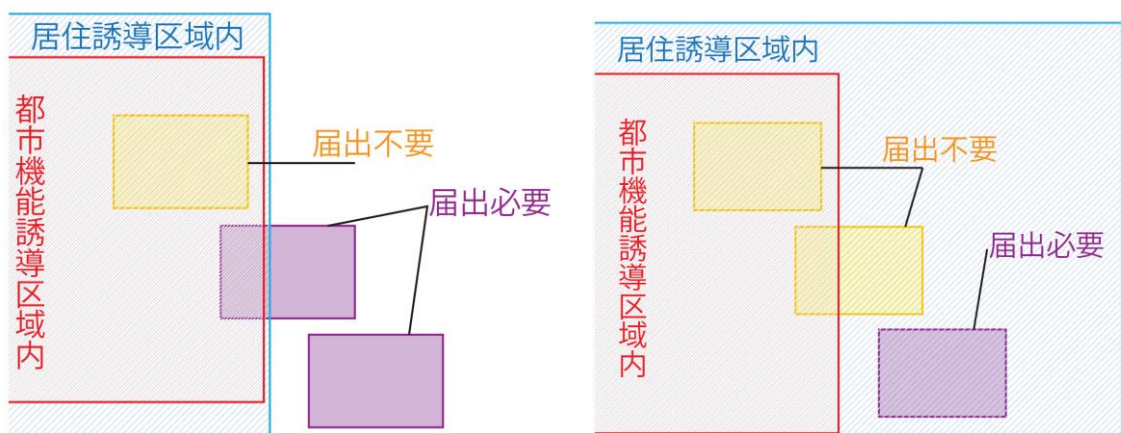 居住誘導区域内
都市機能誘導区域内
届出不要
届出必要
居住誘導区域内
都市機能誘導区域内
届出不要
届出必要